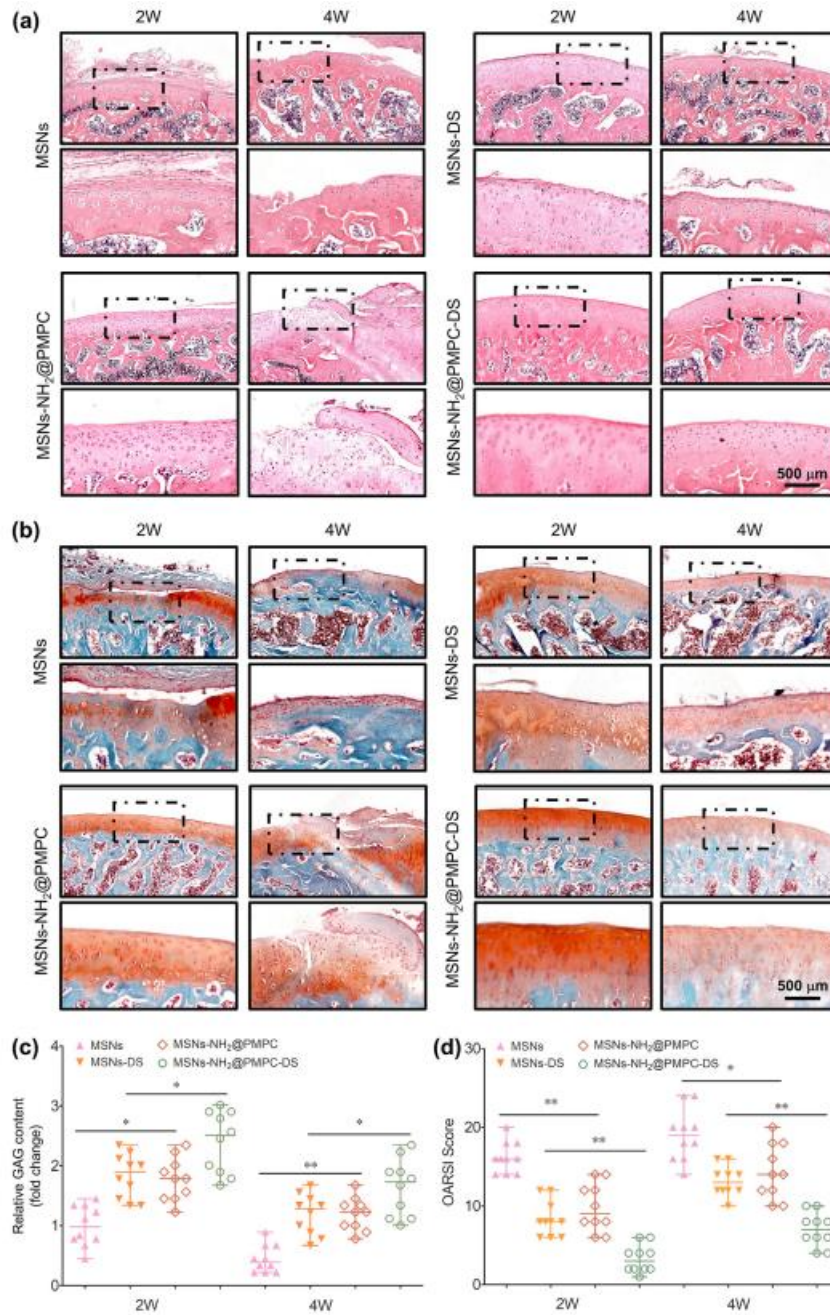 (a)
2W 4W 2W 4W
MSNs
MSNs-DS
MSNs-NH₂@PMPC
MSNs-NH₂@PMPC-DS
500 μm
(b)
2W 4W 2W 4W
MSNs
MSNs-DS
MSNs-NH₂@PMPC
MSNs-NH₂@PMPC-DS
500 μm
(c)
MSNs MSNs-NH₂@PMPC
MSNs-DS MSNs-NH₂@PMPC-DS
Relative GAG content
(fold change)
4
3
2
1
0
* * ** *
2W 4W
(d)
MSNs MSNs-NH₂@PMPC
MSNs-DS MSNs-NH₂@PMPC-DS
OARSI Score
30
20
10
0
** ** * **
2W 4W